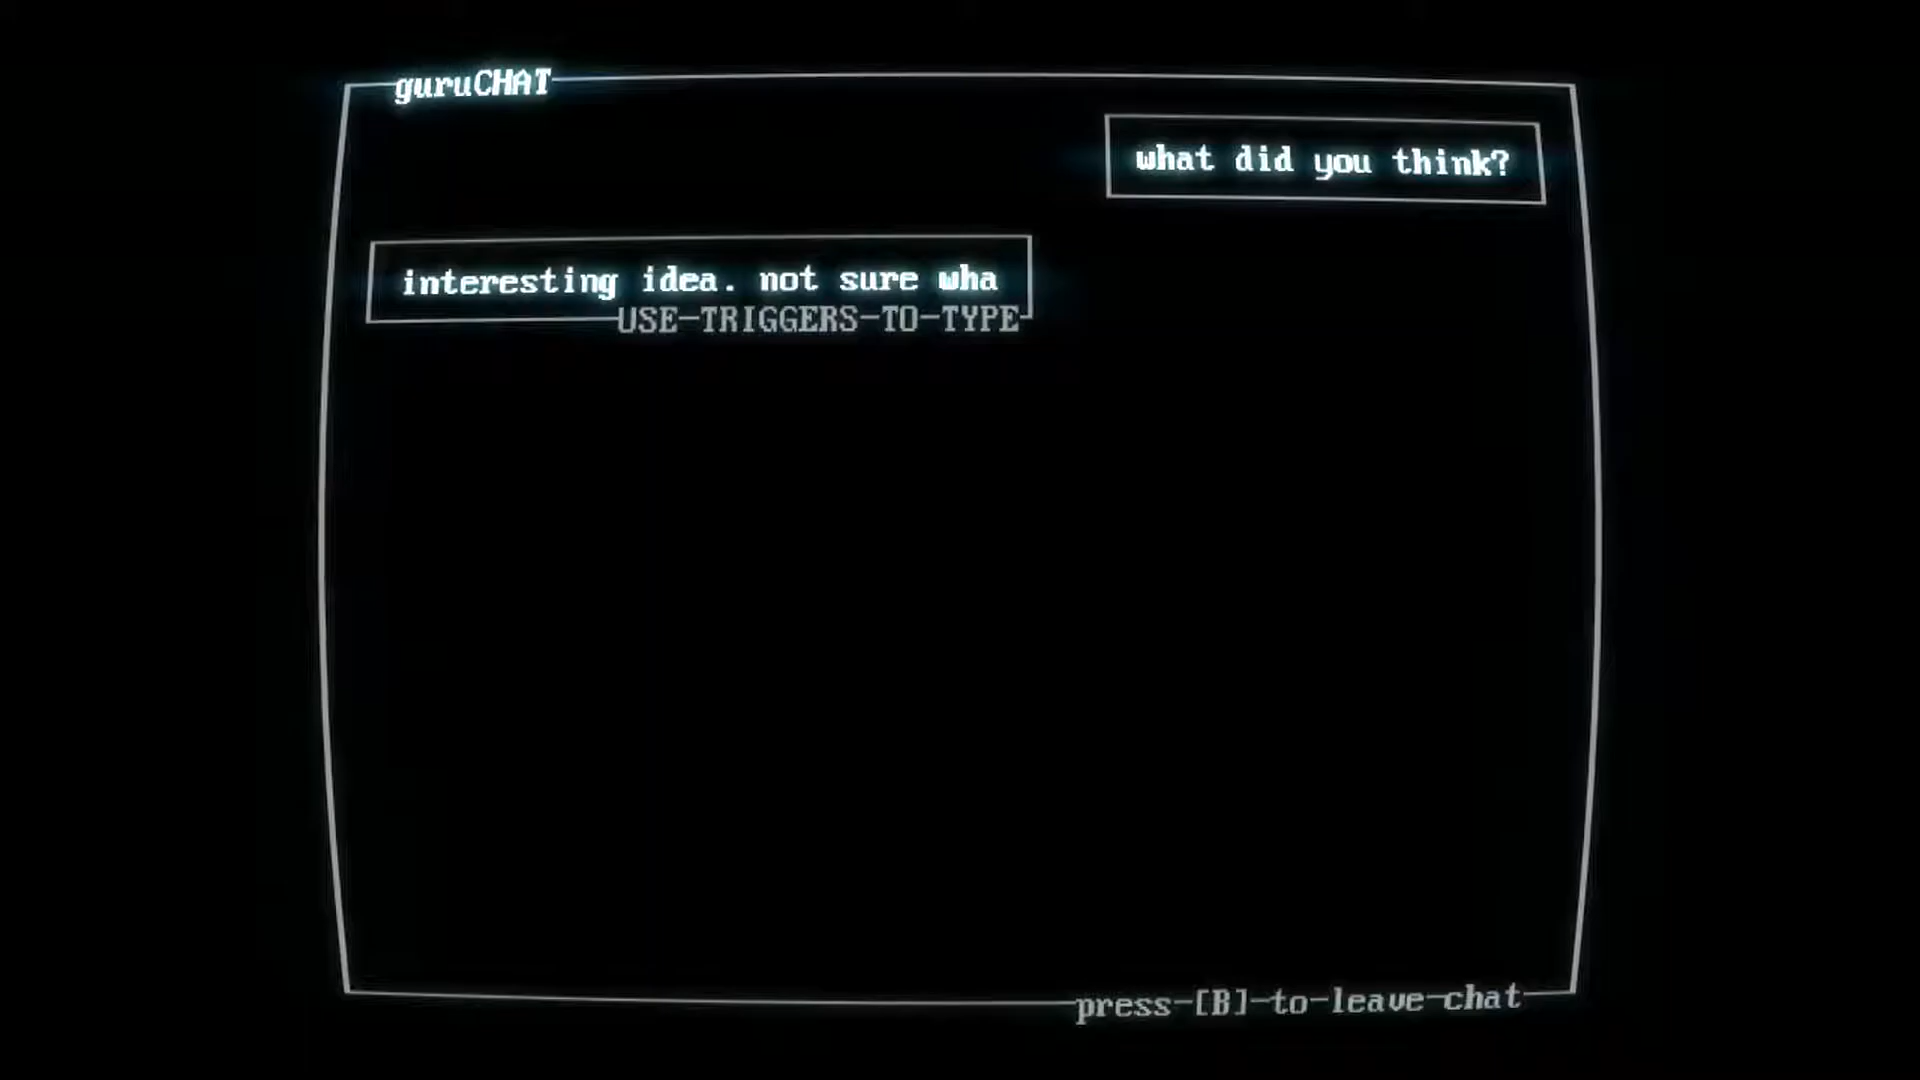 guruCHAT
what did you think?
interesting idea. not sure wha
USE-TRIGGERS-TO-TYPE
press-[B]-to-leave-chat